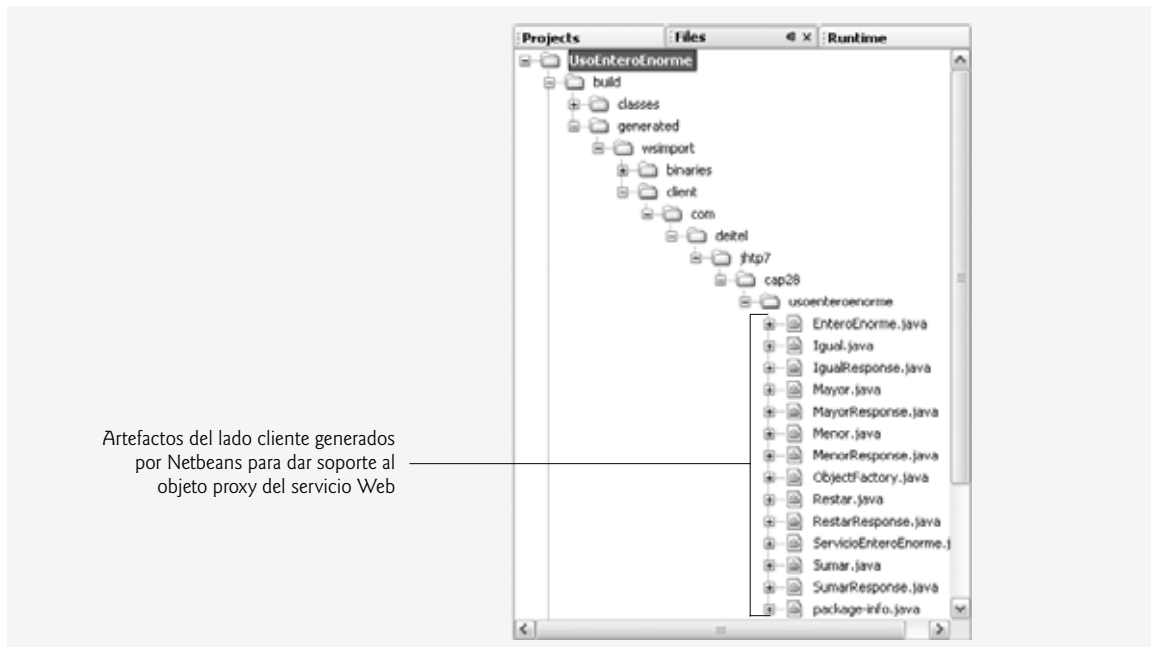 Projects
Files
Runtime
UsoEnteroEnorme
build
classes
generated
wsimport
binaries
client
com
deitel
jhtp7
cap28
usoenteroenorme
EnteroEnorme.java
Igual.java
IgualResponse.java
Mayor.java
MayorResponse.java
Menor.java
MenorResponse.java
ObjectFactory.java
Restar.java
RestarResponse.java
ServicioEnteroEnorme.j
Sumar.java
SumarResponse.java
package-info.java
Artefactos del lado cliente generados
por Netbeans para dar soporte al
objeto proxy del servicio Web